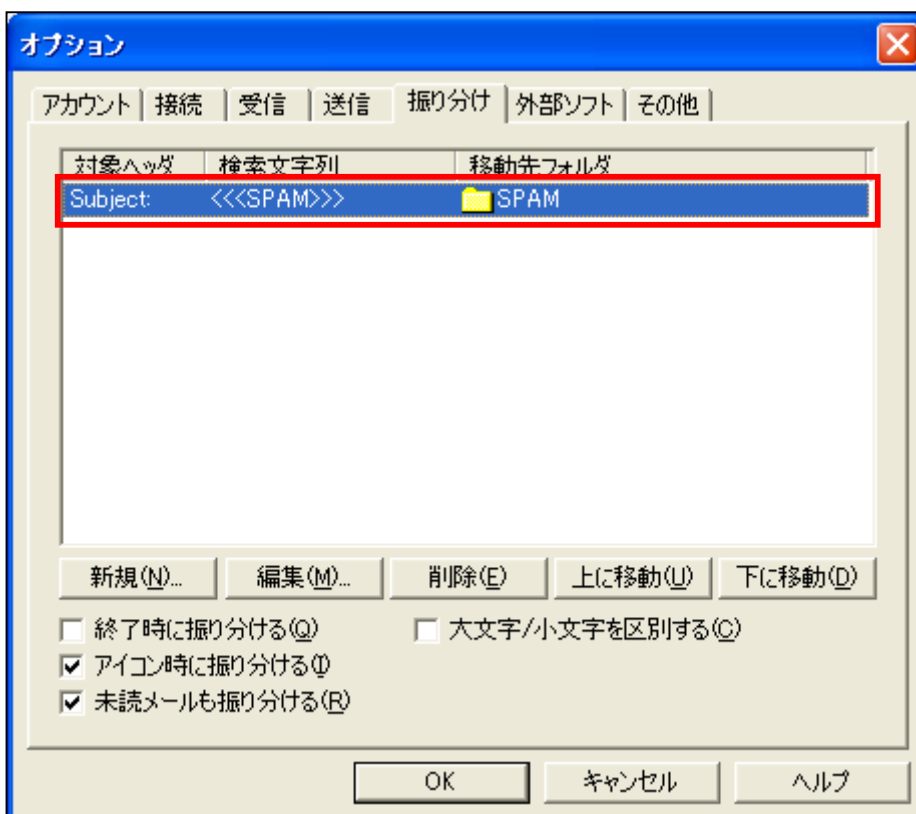 オプション
アカウント 接続 受信 送信 振り分け 外部ソフト その他
対象ヘッダ 検索文字列 移動先フォルダ
Subject: <<<SPAM>>> SPAM
新規(N)... 編集(M)... 削除(E) 上に移動(U) 下に移動(D)
終了時に振り分ける(Q) 大文字/小文字を区別する(C)
アイコン時に振り分ける(I)
未読メールも振り分ける(R)
OK キャンセル ヘルプ